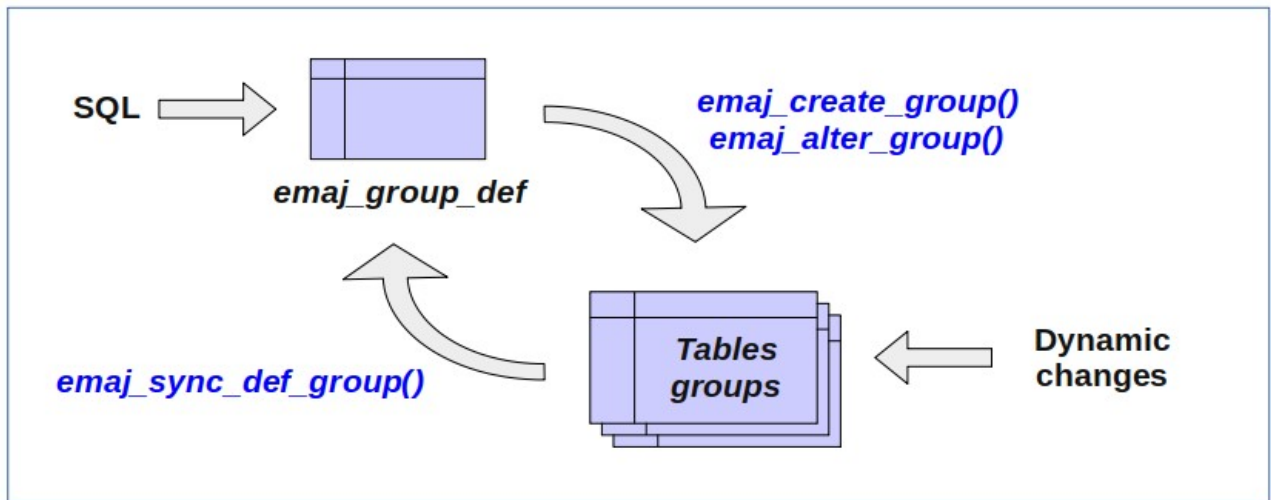 SQL
emaj_group_def
emaj_create_group()
emaj_alter_group()
emaj_sync_def_group()
Tables
groups
Dynamic
changes